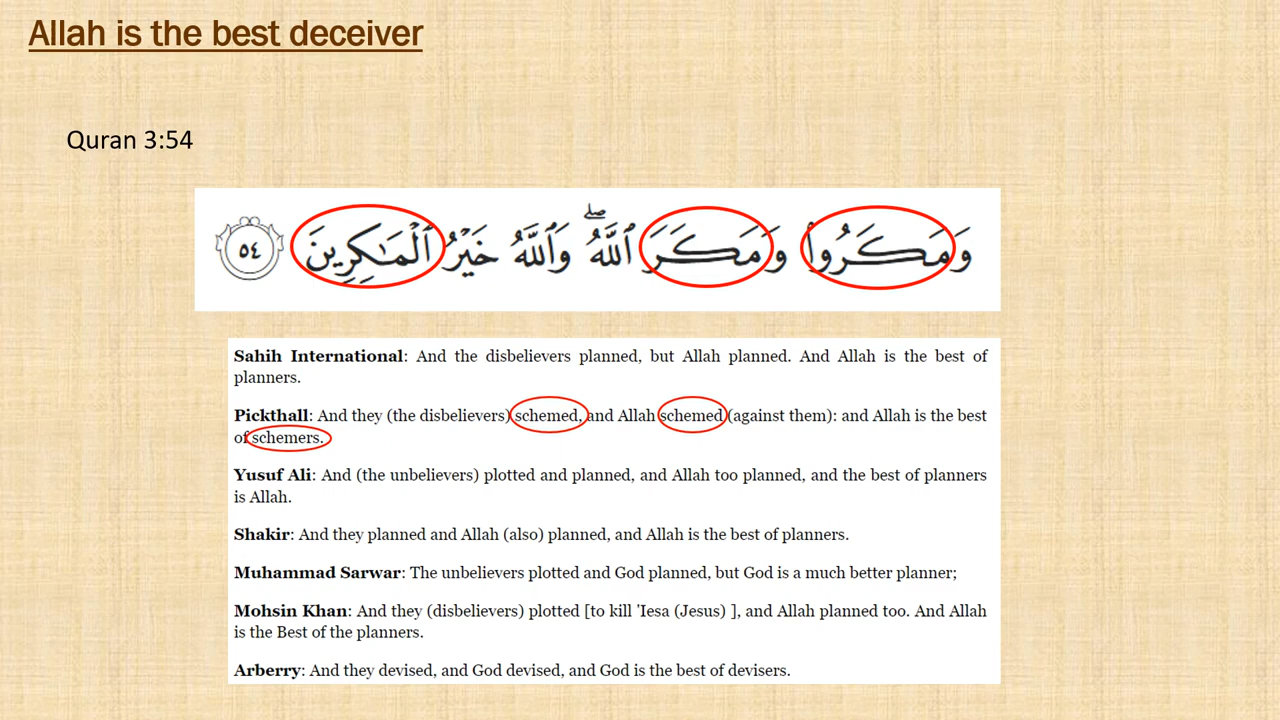 Allah is the best deceiver
Quran 3:54
وَمَكَرُوا۟ وَمَكَرَ ٱللَّهُ ۖ وَٱللَّهُ خَيْرُ ٱلْمَـٰكِرِينَ ٥٤
Sahih International: And the disbelievers planned, but Allah planned. And Allah is the best of
planners.
Pickthall: And they (the disbelievers) schemed, and Allah schemed (against them): and Allah is the best
of schemers.
Yusuf Ali: And (the unbelievers) plotted and planned, and Allah too planned, and the best of planners
is Allah.
Shakir: And they planned and Allah (also) planned, and Allah is the best of planners.
Muhammad Sarwar: The unbelievers plotted and God planned, but God is a much better planner;
Mohsin Khan: And they (disbelievers) plotted [to kill 'Iesa (Jesus) ], and Allah planned too. And Allah
is the Best of the planners.
Arberry: And they devised, and God devised, and God is the best of devisers.